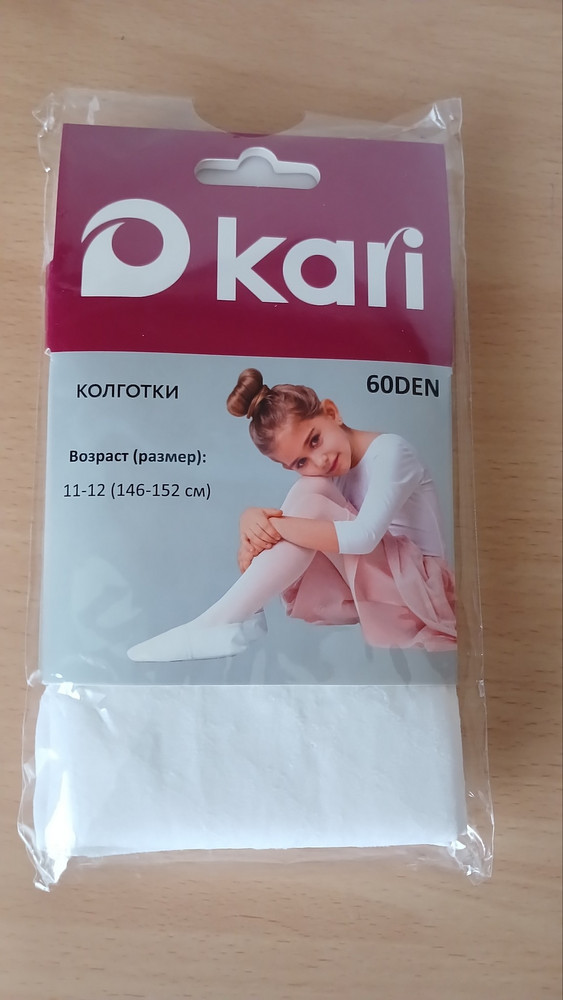 kari
КОЛГОТКИ
60DEN
Возраст (размер):
11-12 (146-152 см)